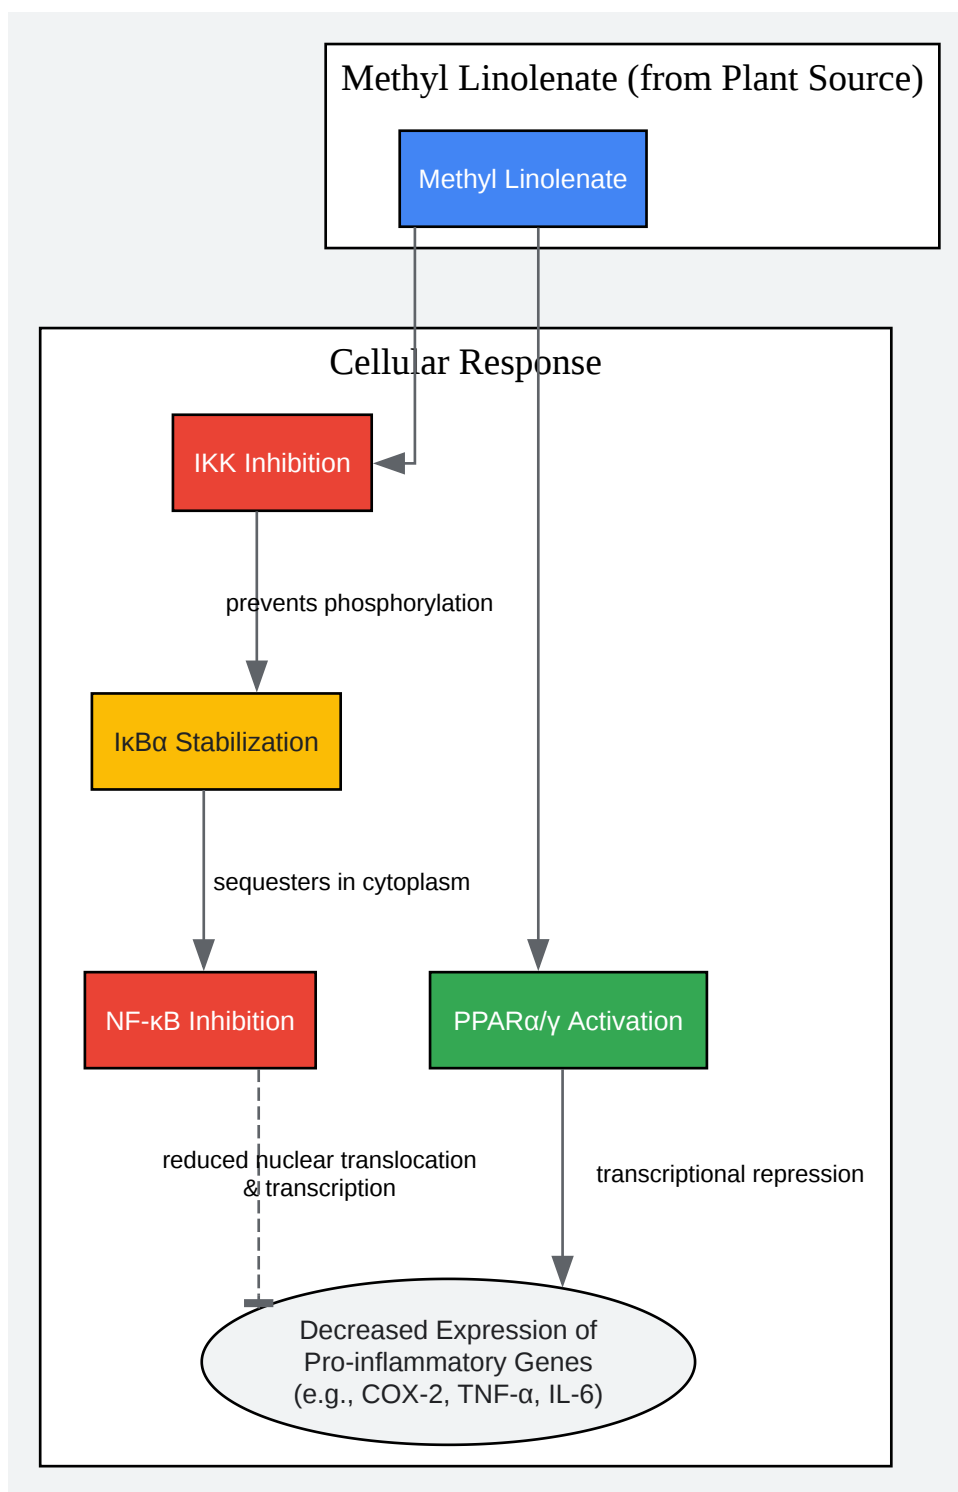 Methyl Linolenate (from Plant Source)
Methyl Linolenate
Cellular Response
IKK Inhibition
prevents phosphorylation
IκBα Stabilization
sequesters in cytoplasm
NF-κB Inhibition
PPARα/γ Activation
reduced nuclear translocation
& transcription
transcriptional repression
Decreased Expression of
Pro-inflammatory Genes
(e.g., COX-2, TNF-α, IL-6)